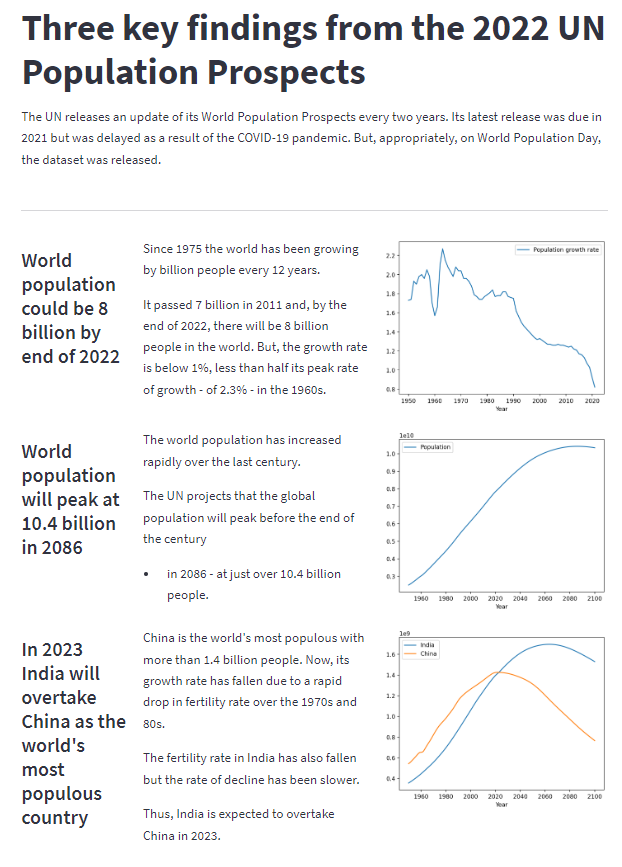 Three key findings from the 2022 UN
Population Prospects
The UN releases an update of its World Population Prospects every two years. Its latest release was due in
2021 but was delayed as a result of the COVID-19 pandemic. But, appropriately, on World Population Day,
the dataset was released.
World
population
could be 8
billion by
end of 2022
Since 1975 the world has been growing
by billion people every 12 years.
It passed 7 billion in 2011 and, by the
end of 2022, there will be 8 billion
people in the world. But, the growth rate
is below 1%, less than half its peak rate
of growth - of 2.3% - in the 1960s.
Population growth rate
2.2
2.0
1.8
1.6
1.4
1.2
1.0
0.8
1950 1960 1970 1980 1990 2000 2010 2020
Year
World
population
will peak at
10.4 billion
in 2086
The world population has increased
rapidly over the last century.
The UN projects that the global
population will peak before the end of
the century
• in 2086 - at just over 10.4 billion
people.
1e10
Population
1.0
0.9
0.8
0.7
0.6
0.5
0.4
0.3
1960 1980 2000 2020 2040 2060 2080 2100
Year
In 2023
India will
overtake
China as the
world's
most
populous
country
China is the world's most populous with
more than 1.4 billion people. Now, its
growth rate has fallen due to a rapid
drop in fertility rate over the 1970s and
80s.
The fertility rate in India has also fallen
but the rate of decline has been slower.
Thus, India is expected to overtake
China in 2023.
1e9
India
China
1.6
1.4
1.2
1.0
0.8
0.6
0.4
1960 1980 2000 2020 2040 2060 2080 2100
Year